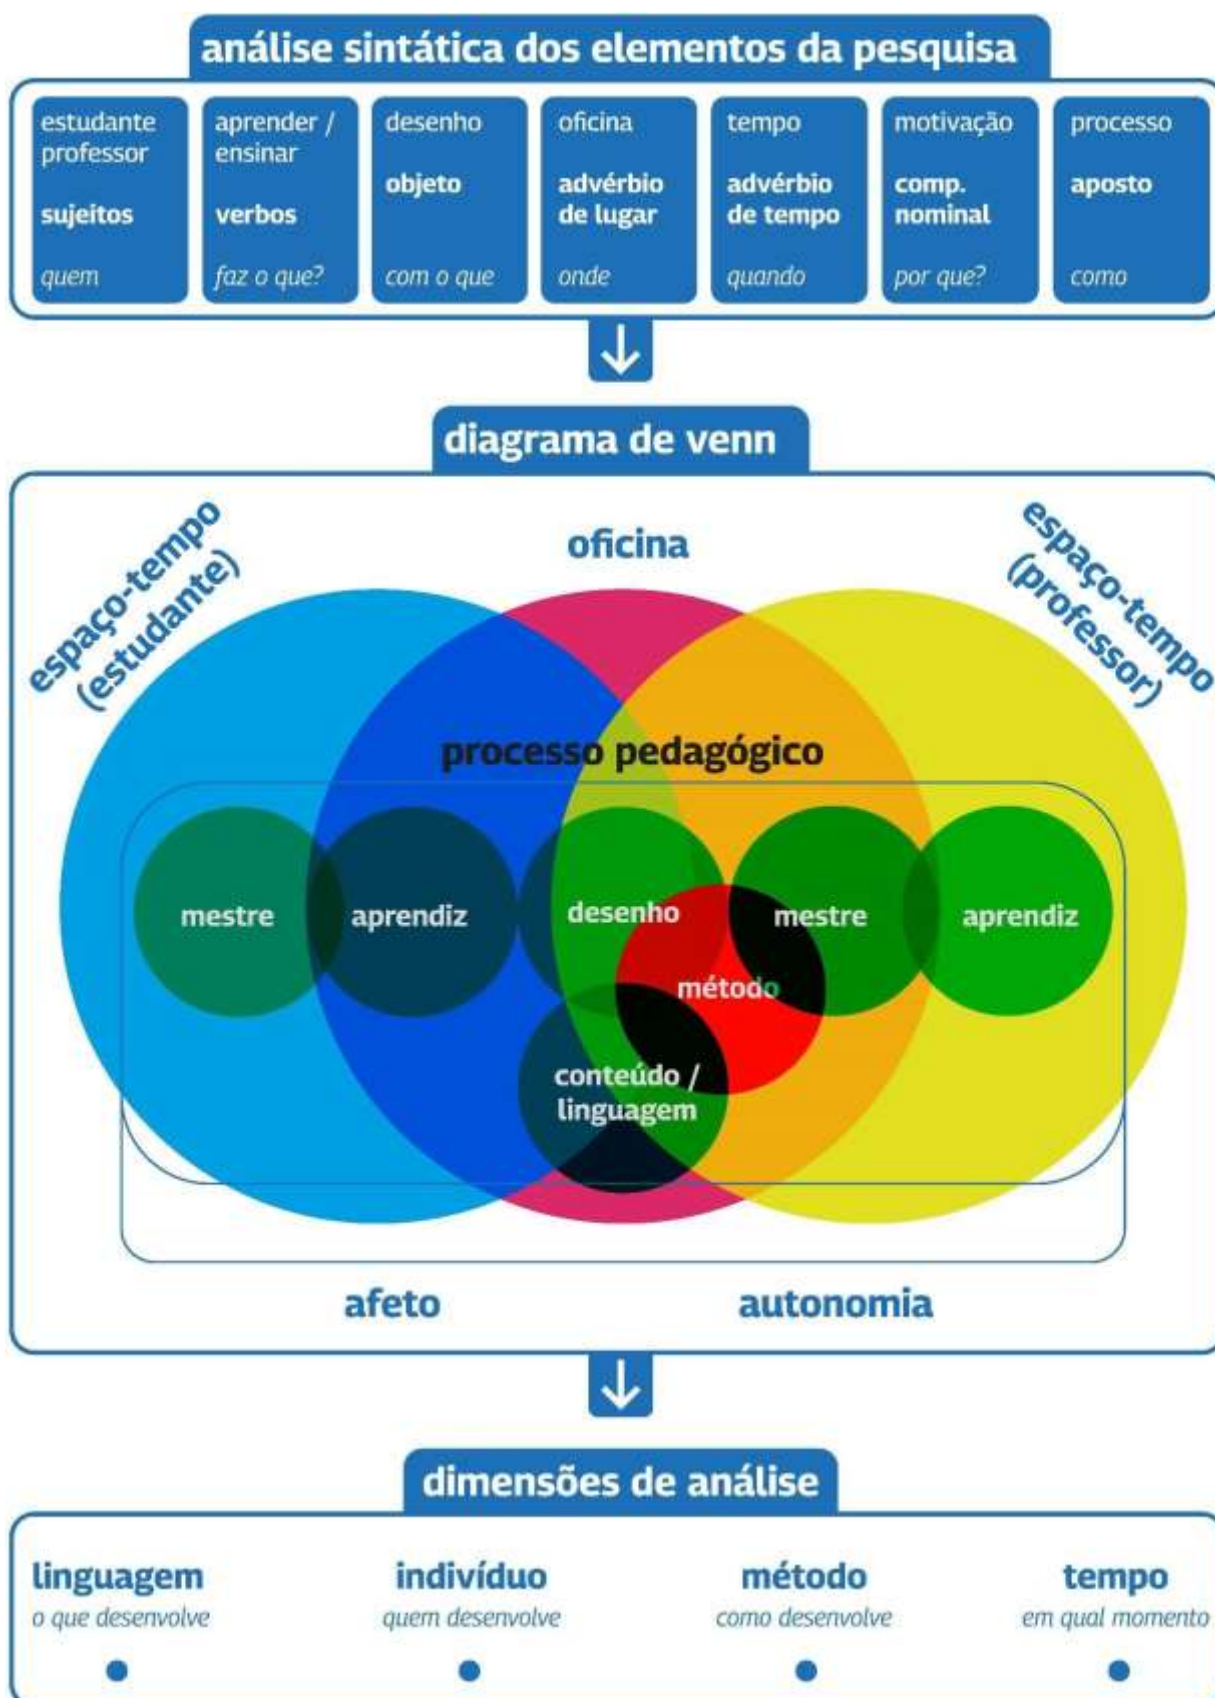 análise sintática dos elementos da pesquisa
estudante
professor
sujeitos
quem
aprender /
ensinar
verbos
faz o que?
desenho
objeto
com o que
oficina
advérbio
de lugar
onde
tempo
advérbio
de tempo
quando
motivação
comp.
nominal
por que?
processo
aposto
como
diagrama de venn
espaço-tempo
(estudante)
oficina
espaço-tempo
(professor)
processo pedagógico
mestre
aprendiz
desenho
mestre
aprendiz
método
conteúdo /
linguagem
afeto
autonomia
dimensões de análise
linguagem
o que desenvolve
indivíduo
quem desenvolve
método
como desenvolve
tempo
em qual momento